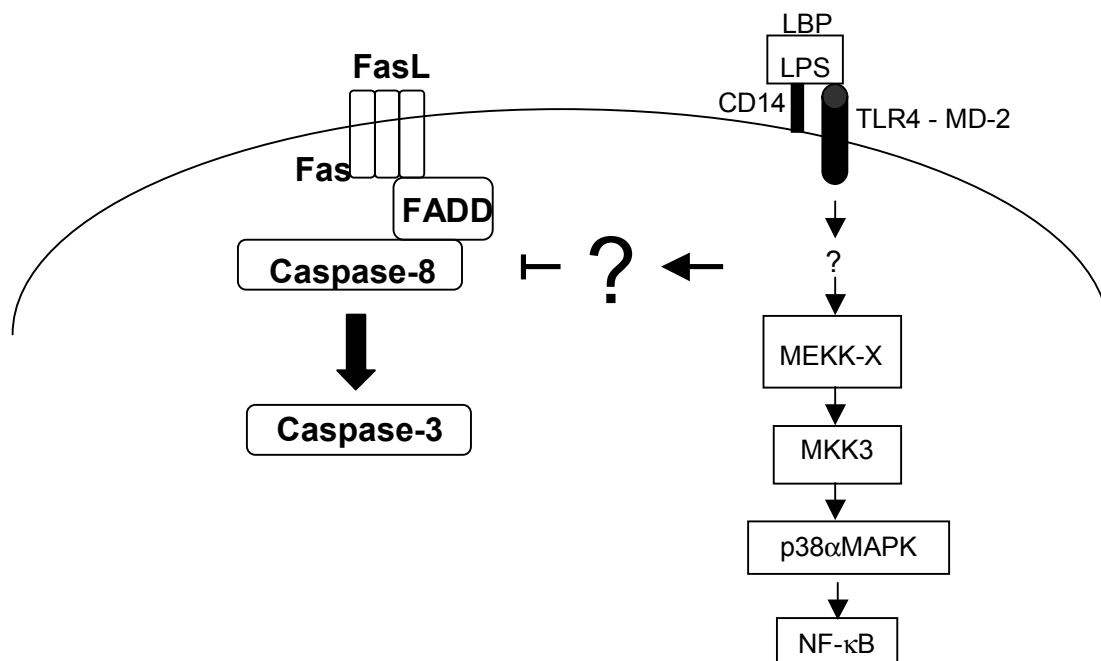 FasL
Fas
FADD
Caspase-8
Caspase-3
?
LBP
LPS
CD14
TLR4 - MD-2
?
MEKK-X
MKK3
p38αMAPK
NF-κB